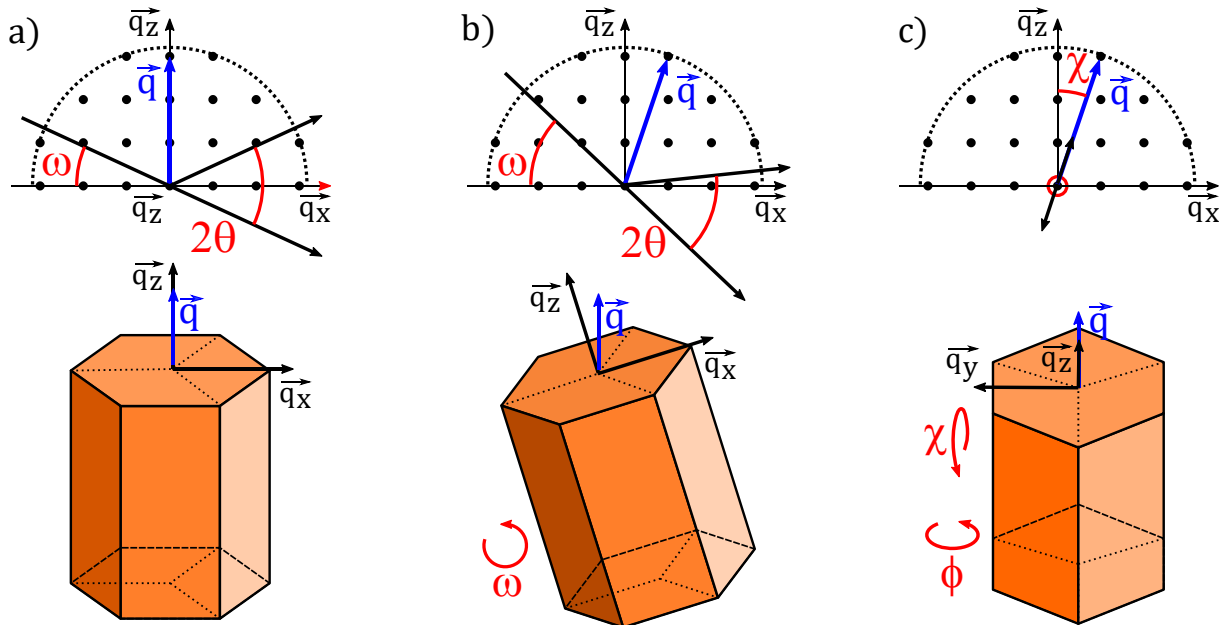 a)
q_z
q
ω
2θ
q_z
q_x
q_z
q
q_x
b)
q_z
q
ω
2θ
q_x
q_z
q
q_x
ω
c)
q_z
χ
q
q_x
q
q_y
q_z
χ
ϕ